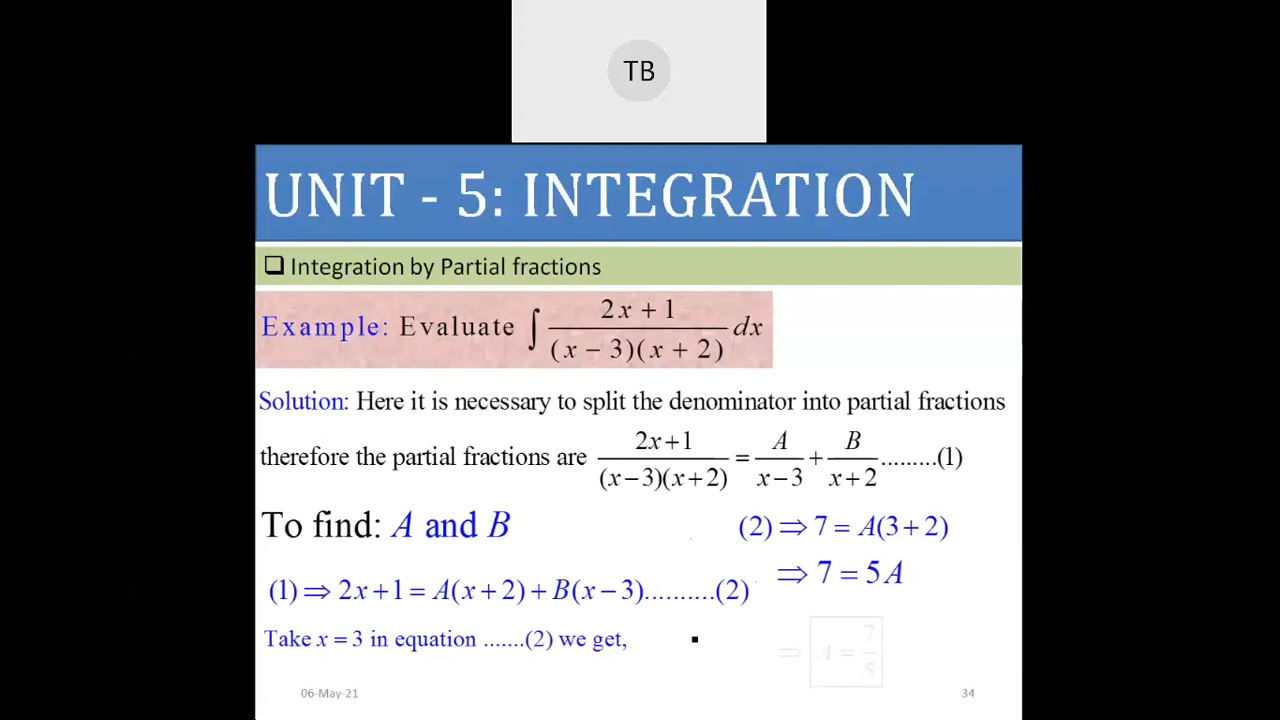 TB
UNIT - 5: INTEGRATION
❑ Integration by Partial fractions
Example: Evaluate ∫ (2x + 1)/((x − 3)(x + 2)) dx
Solution: Here it is necessary to split the denominator into partial fractions
therefore the partial fractions are (2x+1)/((x−3)(x+2)) = A/(x−3) + B/(x+2) .........(1)
To find: A and B
(1) ⇒ 2x+1 = A(x+2) + B(x−3)..........(2)
Take x = 3 in equation .......(2) we get,
(2) ⇒ 7 = A(3+2)
⇒ 7 = 5A
⇒ A = 7/5
06-May-21
34